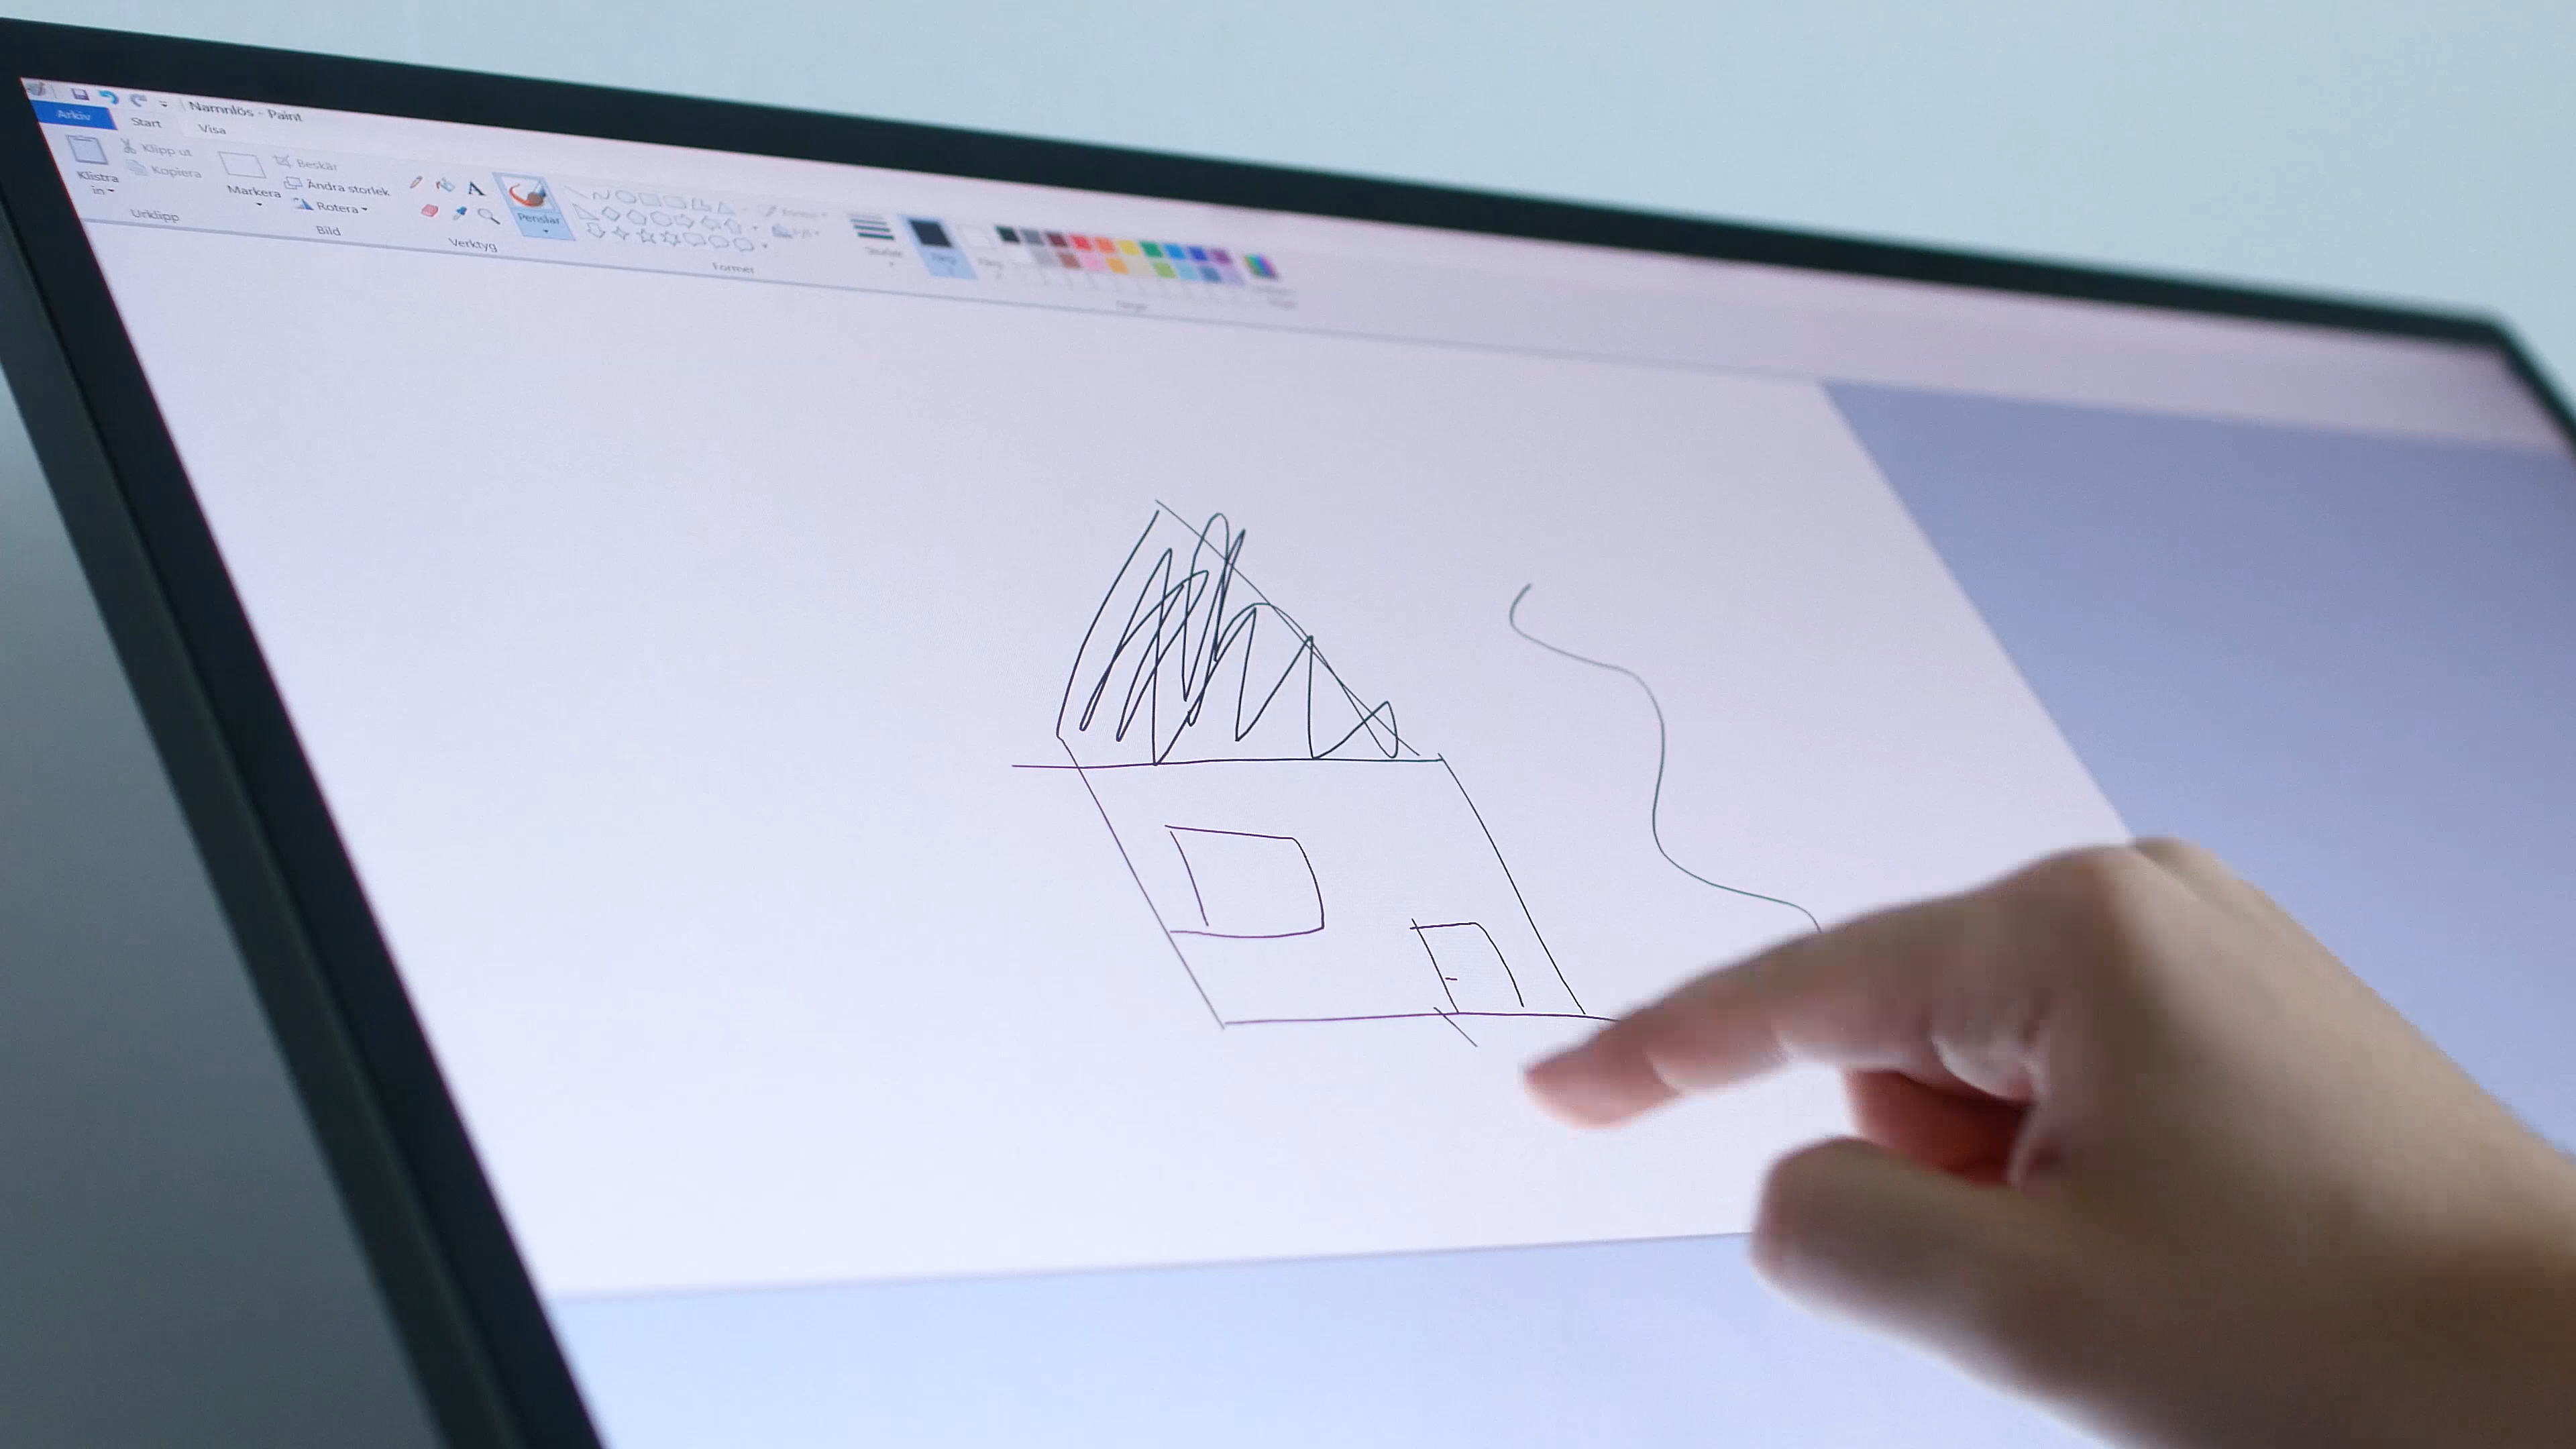 Namnlös - Paint
Arkiv Start Visa
Klistra in
Klipp ut
Kopiera
Urklipp
Markera
Beskär
Ändra storlek
Rotera
Bild
A
Verktyg
Penslar
Former
Storlek
Färg